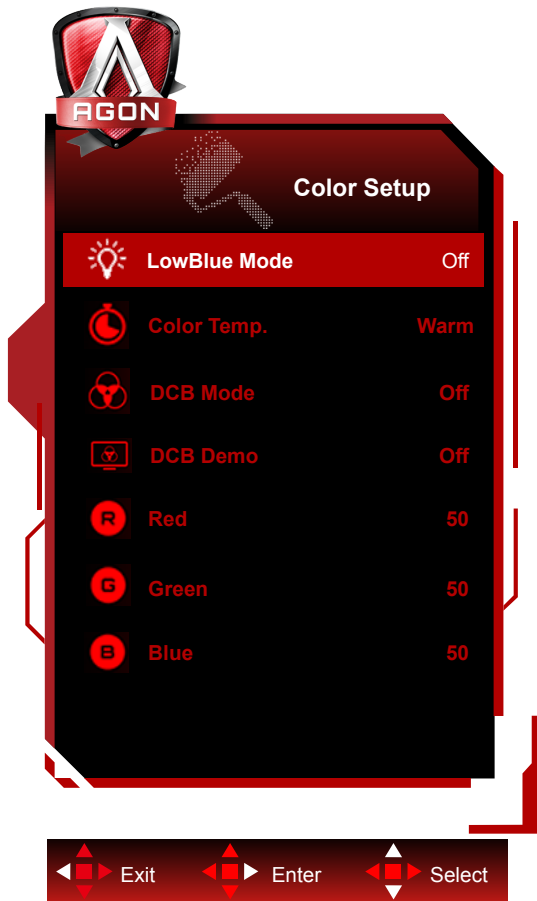 AGON
Color Setup
LowBlue Mode Off
Color Temp. Warm
DCB Mode Off
DCB Demo Off
R Red 50
G Green 50
B Blue 50
Exit Enter Select